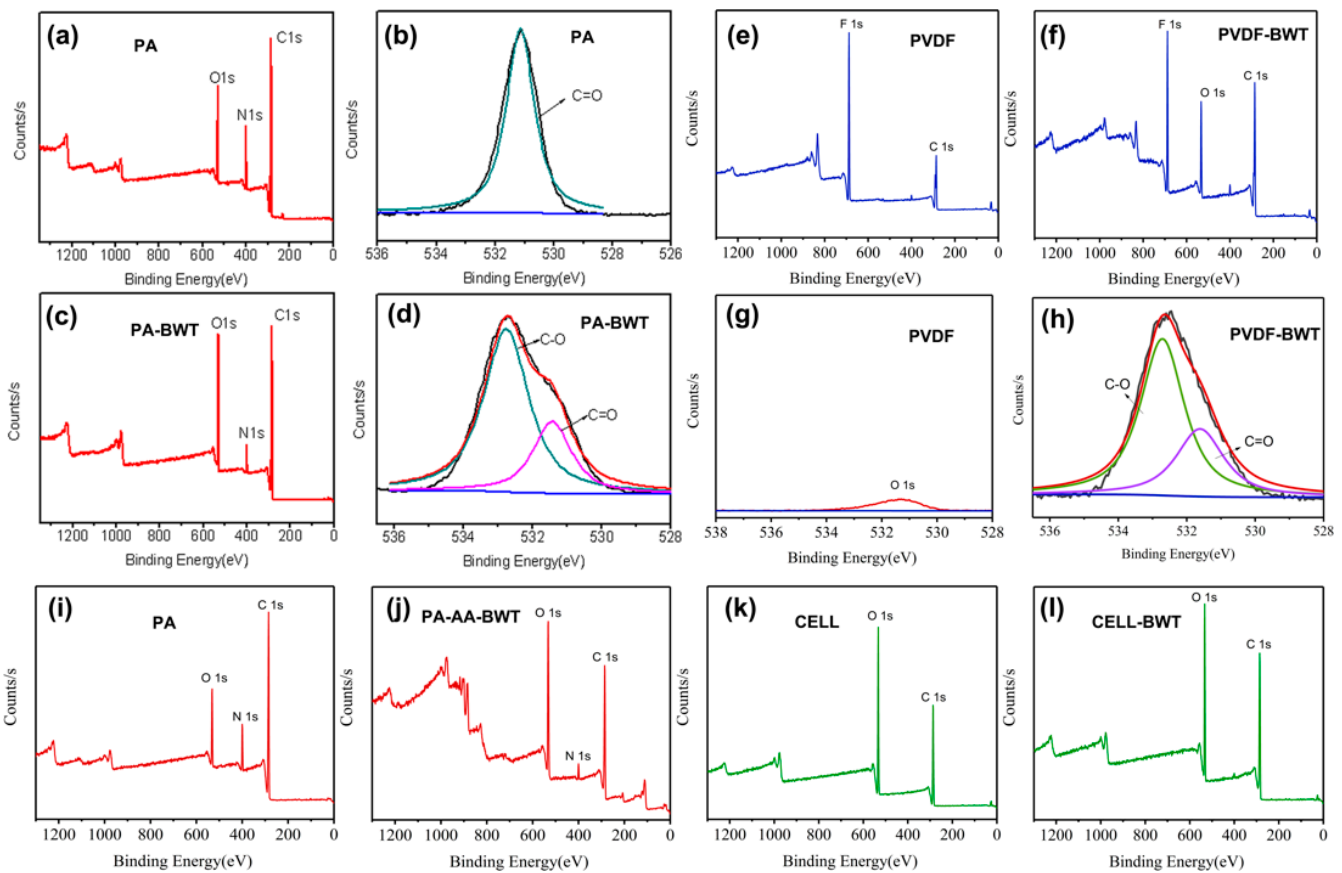 (a)
PA
C1s
O1s
N1s
Counts/s
1200 1000 800 600 400 200 0
Binding Energy(eV)
(b)
PA
C=O
Counts/s
536 534 532 530 528 526
Binding Energy(eV)
(e)
F 1s
PVDF
C 1s
Counts/s
1200 1000 800 600 400 200 0
Binding Energy(eV)
(f)
F 1s
PVDF-BWT
O 1s
C 1s
Counts/s
1200 1000 800 600 400 200 0
Binding Energy(eV)
(c)
PA-BWT
O1s
C1s
N1s
Counts/s
1200 1000 800 600 400 200 0
Binding Energy(eV)
(d)
PA-BWT
C-O
C=O
Counts/s
536 534 532 530 528
Binding Energy(eV)
(g)
PVDF
O 1s
Counts/s
538 536 534 532 530 528
Binding Energy(eV)
(h)
PVDF-BWT
C-O
C=O
Counts/s
536 534 532 530 528
Binding Energy(eV)
(i)
PA
C 1s
O 1s
N 1s
Counts/s
1200 1000 800 600 400 200 0
Binding Energy(eV)
(j)
PA-AA-BWT
O 1s
C 1s
N 1s
Counts/s
1200 1000 800 600 400 200 0
Binding Energy(eV)
(k)
CELL
O 1s
C 1s
Counts/s
1200 1000 800 600 400 200 0
Binding Energy(eV)
(l)
CELL-BWT
O 1s
C 1s
Counts/s
1200 1000 800 600 400 200 0
Binding Energy(eV)